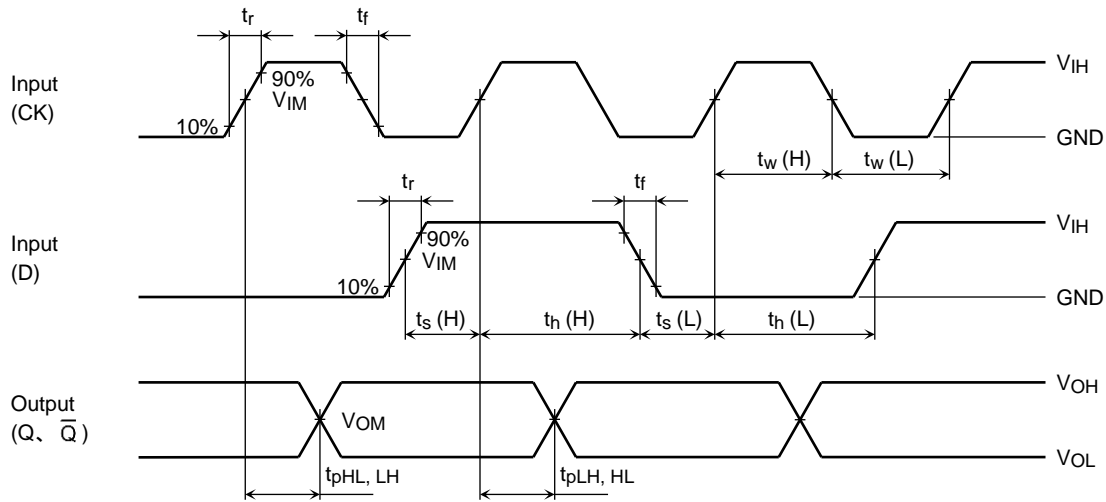 tr
tf
Input
(CK)
90%
VIM
10%
VIH
GND
tw (H)
tw (L)
tr
tf
Input
(D)
90%
VIM
10%
VIH
GND
ts (H)
th (H)
ts (L)
th (L)
Output
(Q、Q̅)
VOM
VOH
VOL
tpHL, LH
tpLH, HL